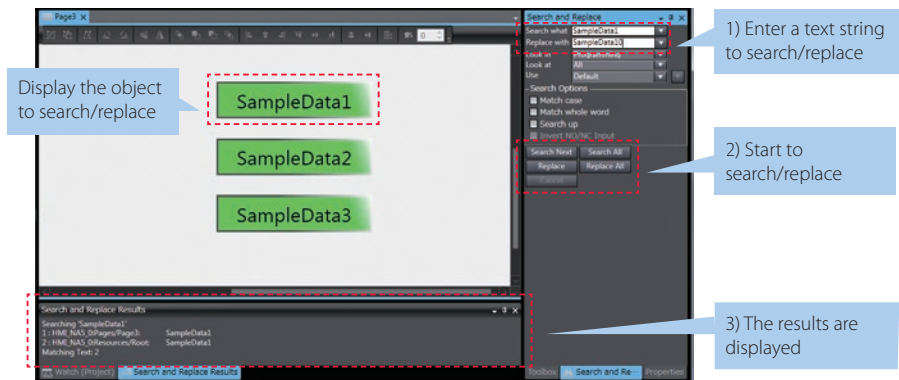 Page3 x
0
Display the object
to search/replace
SampleData1
SampleData2
SampleData3
Search and Replace
Search what SampleData1
Replace with SampleData10
Look in
Look at All
Use Default
Search Options
Match case
Match whole word
Search up
Invert NO/NC Input
Search Next Search All
Replace Replace All
Cancel
1) Enter a text string
to search/replace
2) Start to
search/replace
Search and Replace Results
Searching 'SampleData1'
1 : HMI_NA5_0\Pages/Page3: SampleData1
2 : HMI_NA5_0\Resources/Root: SampleData1
Matching Text: 2
3) The results are
displayed
Watch (Project) Search and Replace Results
Toolbox Search and Re... Properties